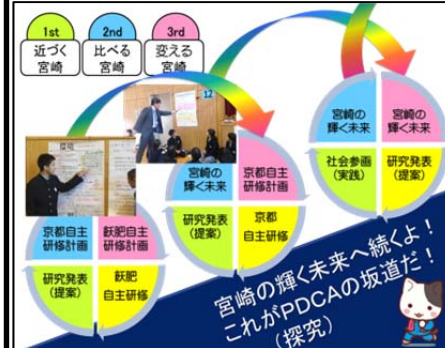 1st
近づく
宮崎
2nd
比べる
宮崎
3rd
変える
宮崎
12
京都自主
研修計画
飫肥自主
研修計画
研究発表
(提案)
飫肥
自主研修
宮崎の
輝く未来
京都自主
研修計画
研究発表
(提案)
京都
自主研修
宮崎の
輝く未来
宮崎の
輝く未来
社会参画
(実践)
研究発表
(提案)
宮崎の輝く未来へ続くよ!
これがPDCAの坂道だ!
(探究)